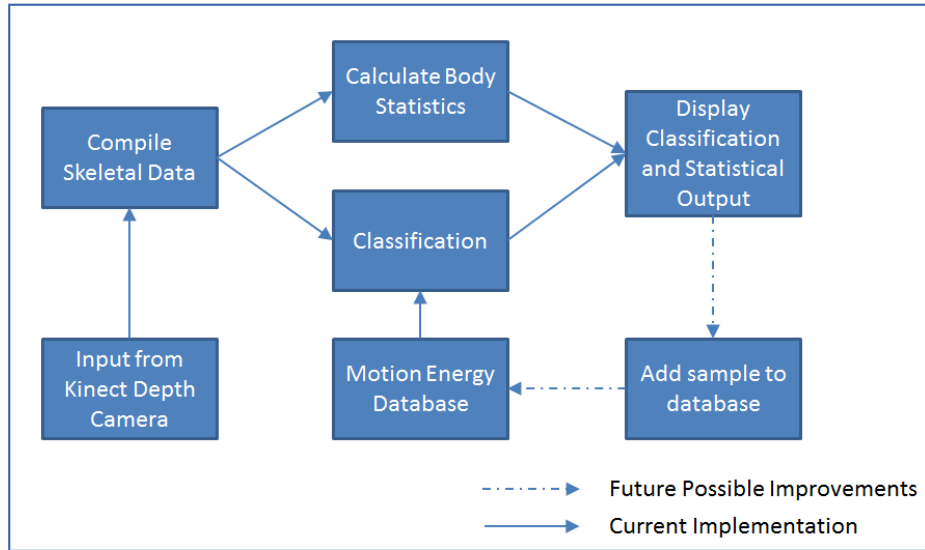 Calculate Body
Statistics
Compile
Skeletal Data
Display
Classification
and Statistical
Output
Classification
Input from
Kinect Depth
Camera
Motion Energy
Database
Add sample to
database
Future Possible Improvements
Current Implementation